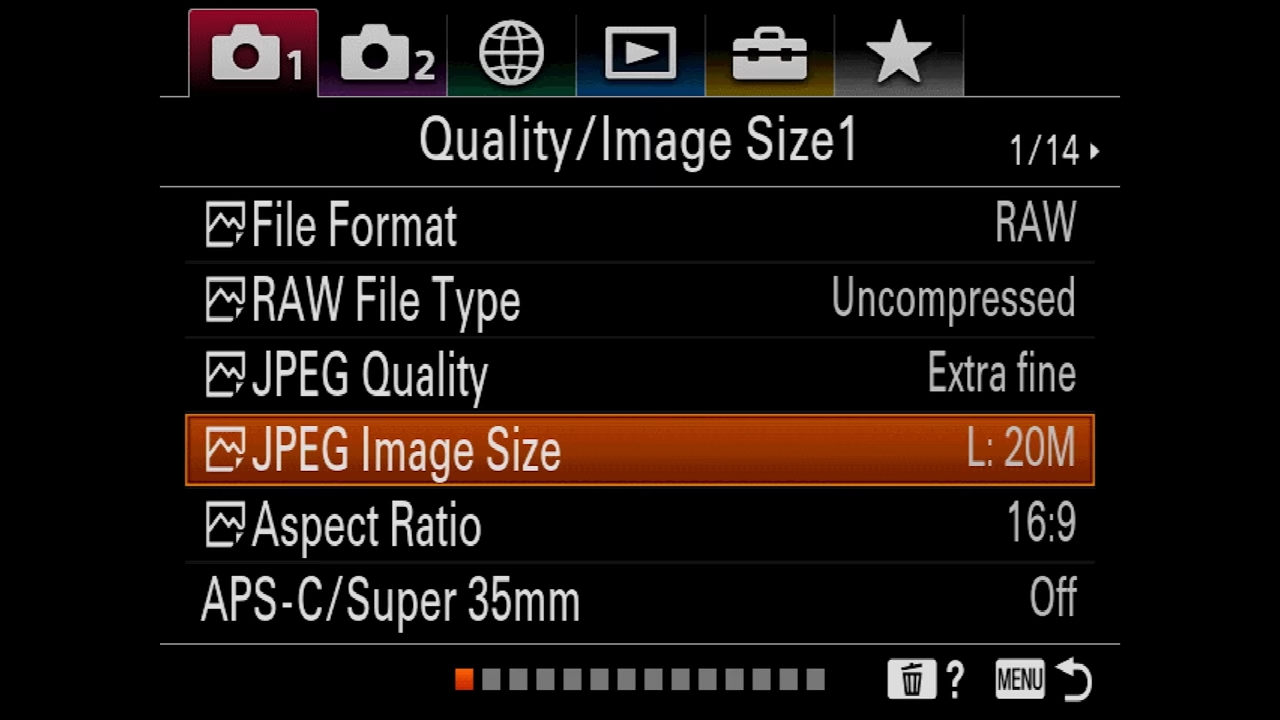 1 2
Quality/Image Size1 1/14
File Format RAW
RAW File Type Uncompressed
JPEG Quality Extra fine
JPEG Image Size L: 20M
Aspect Ratio 16:9
APS-C/Super 35mm Off
? MENU